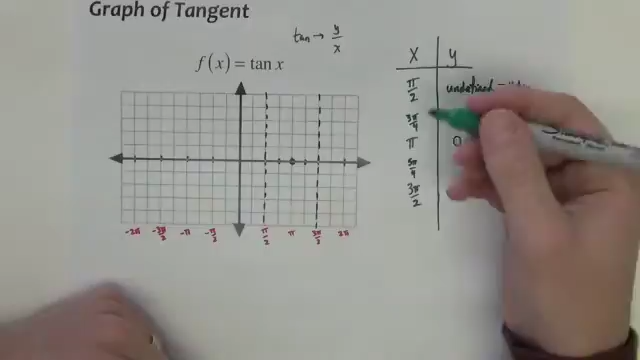 Graph of Tangent
tan → y/x
f(x) = tan x
x y
π/2 undefined
3π/4
π 0
5π/4
3π/2
-2π -3π/2 -π -π/2 π/2 π 3π/2 2π